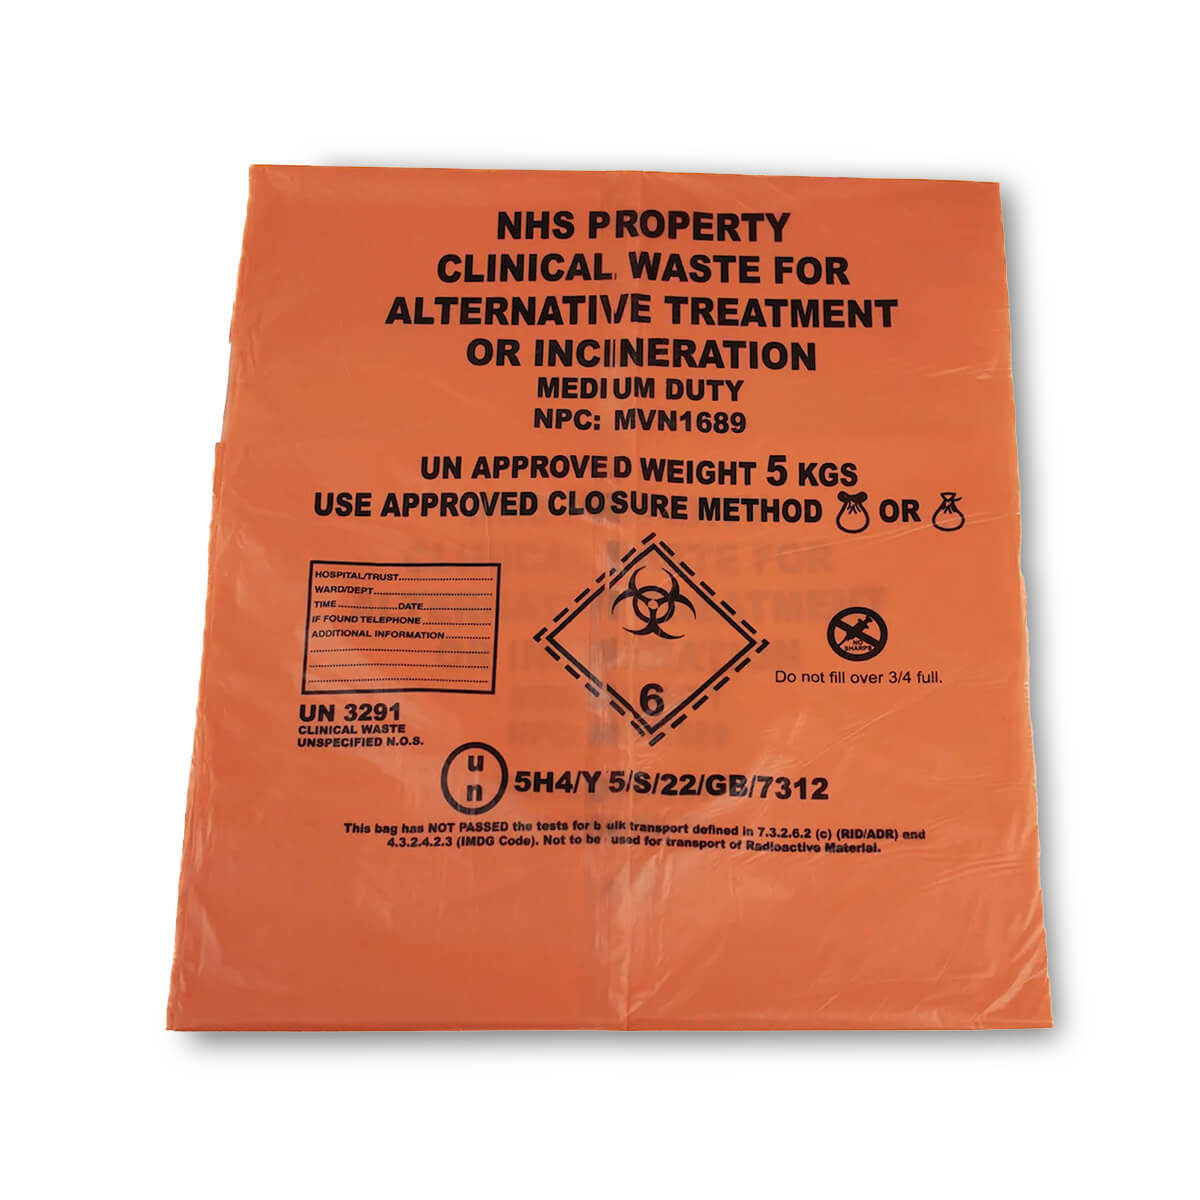 NHS PROPERTY
CLINICAL WASTE FOR
ALTERNATIVE TREATMENT
OR INCINERATION
MEDIUM DUTY
NPC: MVN1689
UN APPROVED WEIGHT 5 KGS
USE APPROVED CLOSURE METHOD OR
HOSPITAL/TRUST
WARD/DEPT
TIME DATE
IF FOUND TELEPHONE
ADDITIONAL INFORMATION
6
NO
SHARPS
Do not fill over 3/4 full.
UN 3291
CLINICAL WASTE
UNSPECIFIED N.O.S.
u
n
5H4/Y 5/S/22/GB/7312
This bag has NOT PASSED the tests for bulk transport defined in 7.3.2.6.2 (c) (RID/ADR) and
4.3.2.4.2.3 (IMDG Code). Not to be used for transport of Radioactive Material.